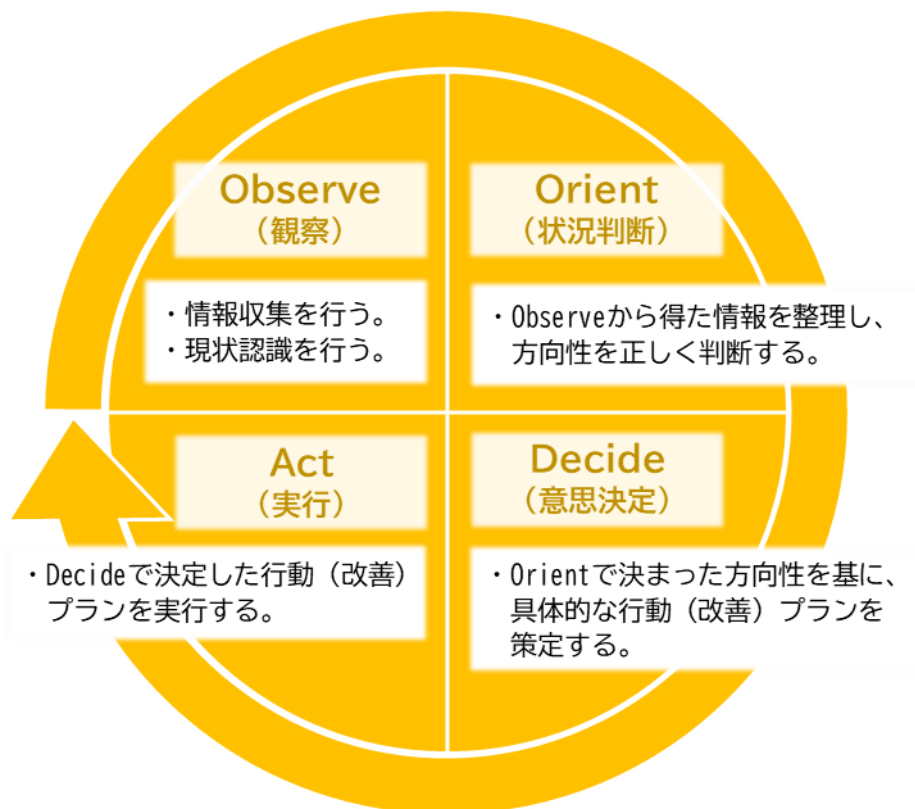 Observe
（観察）
・情報収集を行う。
・現状認識を行う。
Orient
（状況判断）
・Observeから得た情報を整理し、
方向性を正しく判断する。
Act
（実行）
・Decideで決定した行動（改善）
プランを実行する。
Decide
（意思決定）
・Orientで決まった方向性を基に、
具体的な行動（改善）プランを
策定する。